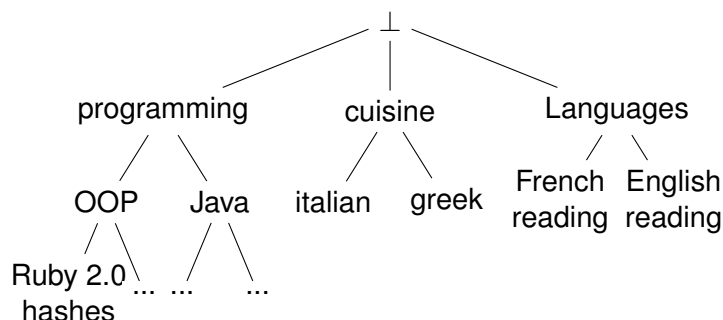 ⊥
programming cuisine Languages
OOP Java italian greek French reading English reading
Ruby 2.0 hashes ... ... ...